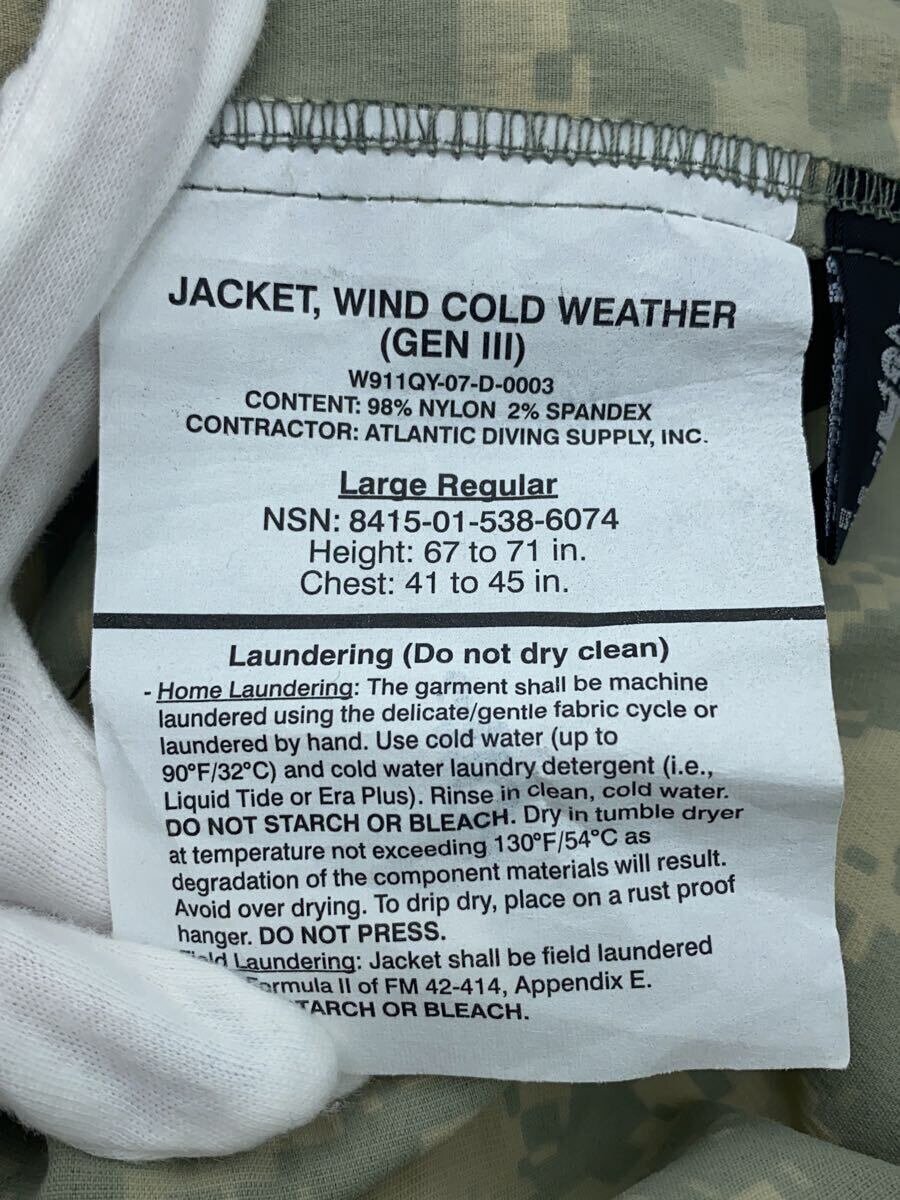 JACKET, WIND COLD WEATHER
(GEN III)
W911QY-07-D-0003
CONTENT: 98% NYLON 2% SPANDEX
CONTRACTOR: ATLANTIC DIVING SUPPLY, INC.
Large Regular
NSN: 8415-01-538-6074
Height: 67 to 71 in.
Chest: 41 to 45 in.
Laundering (Do not dry clean)
- Home Laundering: The garment shall be machine
laundered using the delicate/gentle fabric cycle or
laundered by hand. Use cold water (up to
90°F/32°C) and cold water laundry detergent (i.e.,
Liquid Tide or Era Plus). Rinse in clean, cold water.
DO NOT STARCH OR BLEACH. Dry in tumble dryer
at temperature not exceeding 130°F/54°C as
degradation of the component materials will result.
Avoid over drying. To drip dry, place on a rust proof
hanger. DO NOT PRESS.
Laundering: Jacket shall be field laundered
II of FM 42-414, Appendix E.
OR BLEACH.